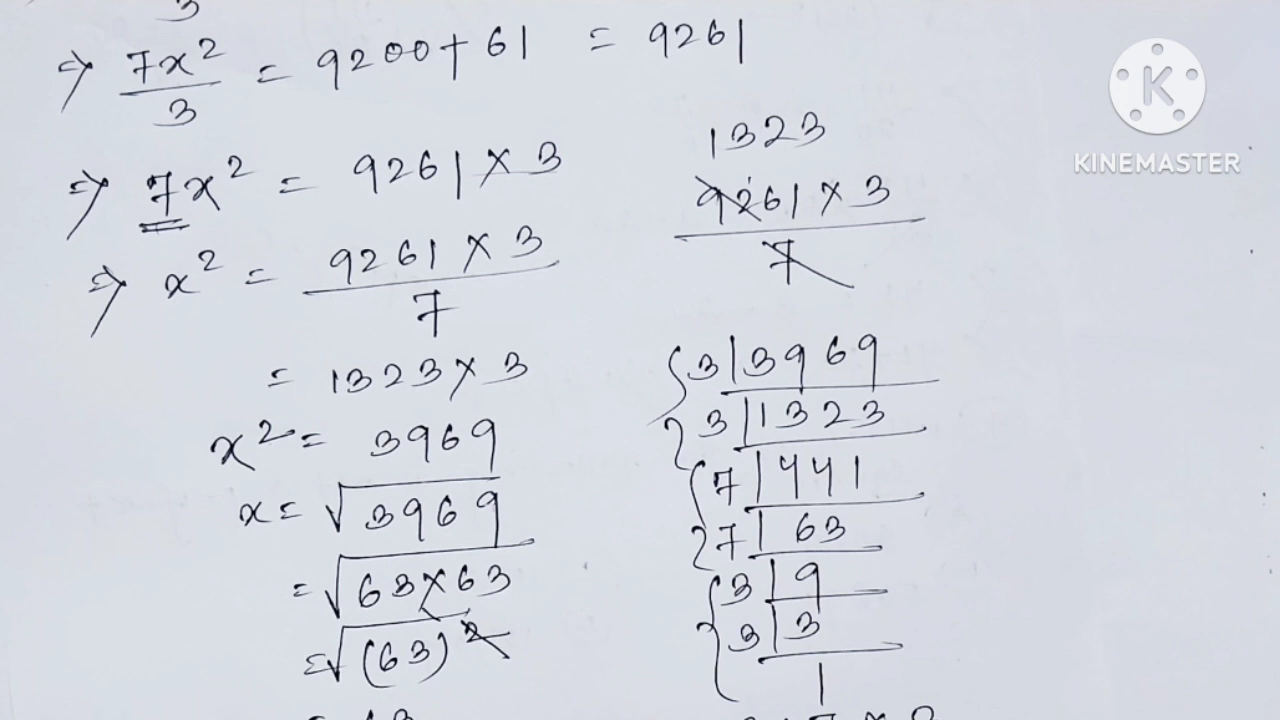 3
⇒ 7x²/3 = 9200+61 = 9261
⇒ 7x² = 9261×3
⇒ x² = 9261×3/7
= 1323×3
x² = 3969
x = √3969
= √63×63
= √(63)²
1323
9261×3
7
3|3969
3|1323
7|441
7|63
3|9
3|3
1
K
KINEMASTER